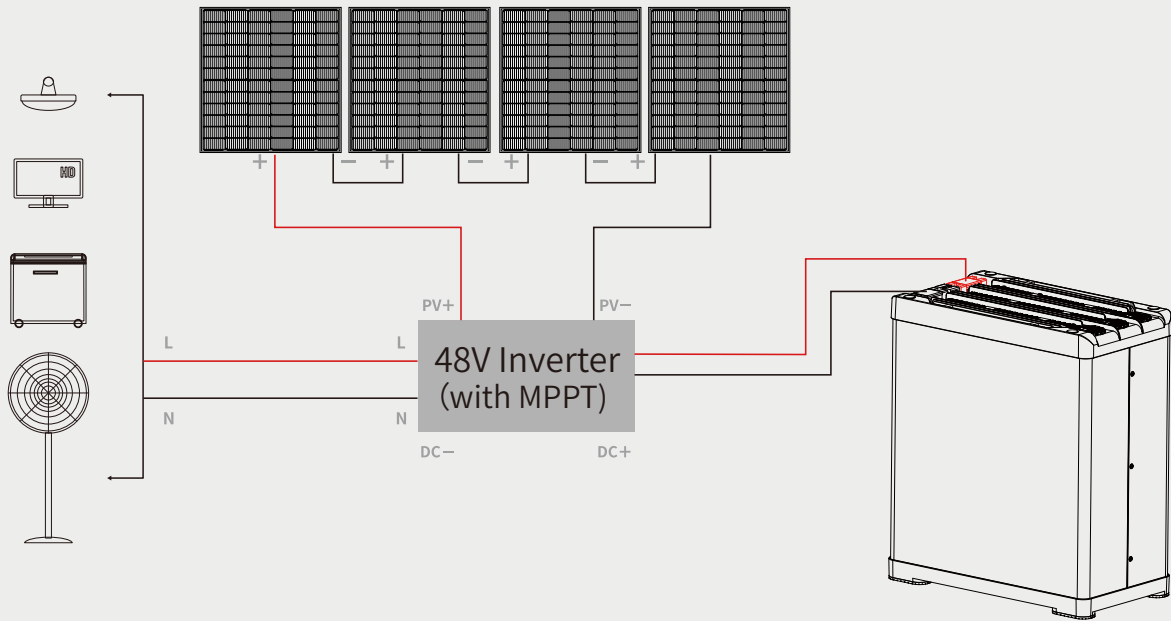 + − + − + − +
HD
PV+ PV−
L L
48V Inverter
(with MPPT)
N N
DC− DC+